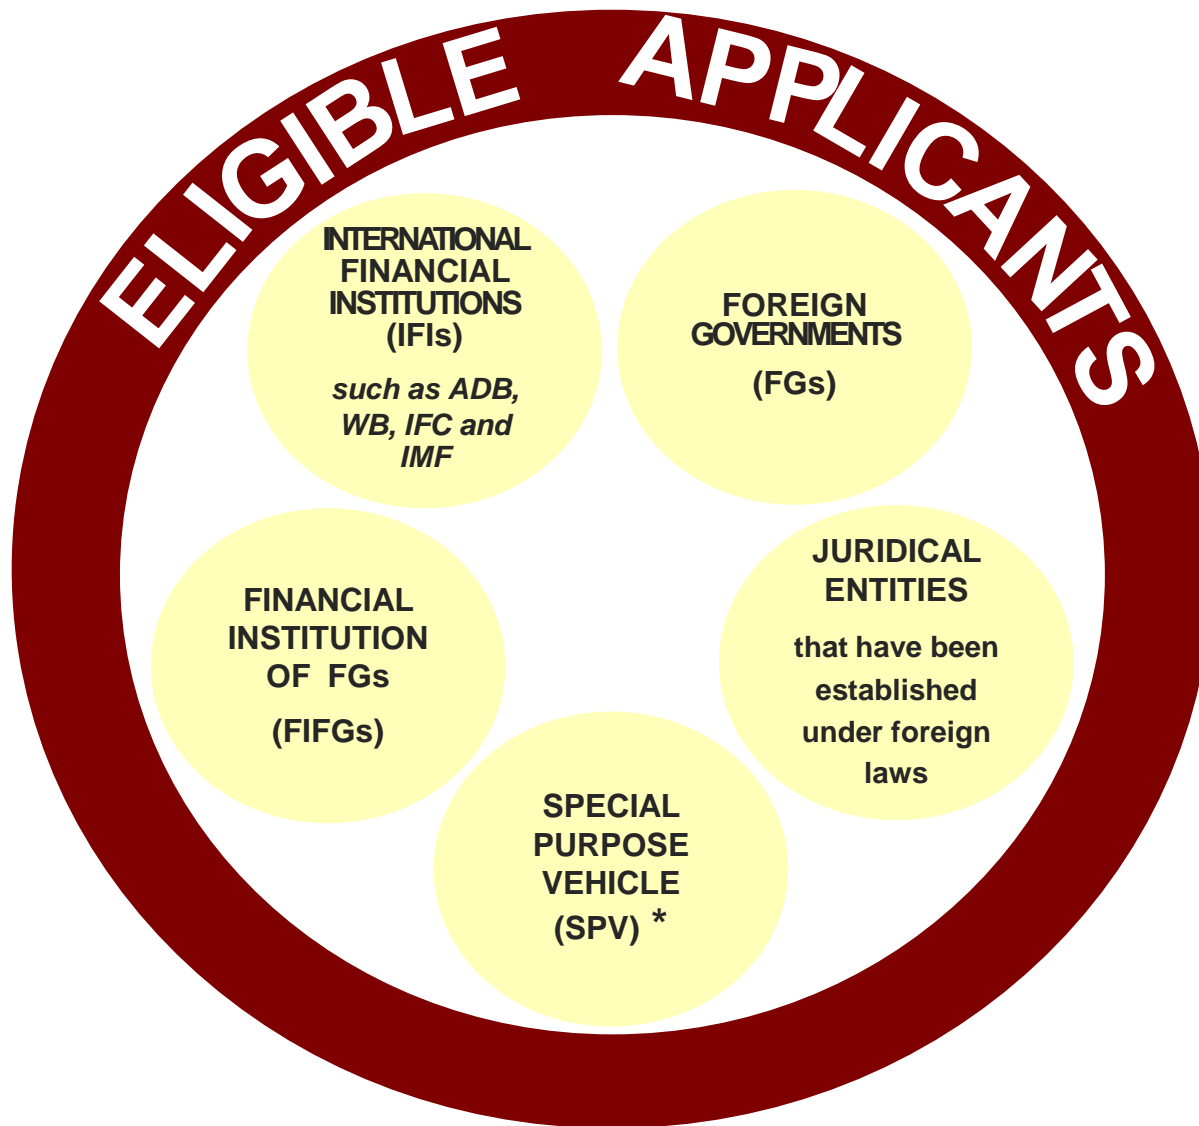 ELIGIBLE APPLICANTS
INTERNATIONAL
FINANCIAL
INSTITUTIONS
(IFIs)
such as ADB,
WB, IFC and
IMF
FOREIGN
GOVERNMENTS
(FGs)
FINANCIAL
INSTITUTION
OF FGs
(FIFGs)
JURIDICAL
ENTITIES
that have been
established
under foreign
laws
SPECIAL
PURPOSE
VEHICLE
(SPV) *